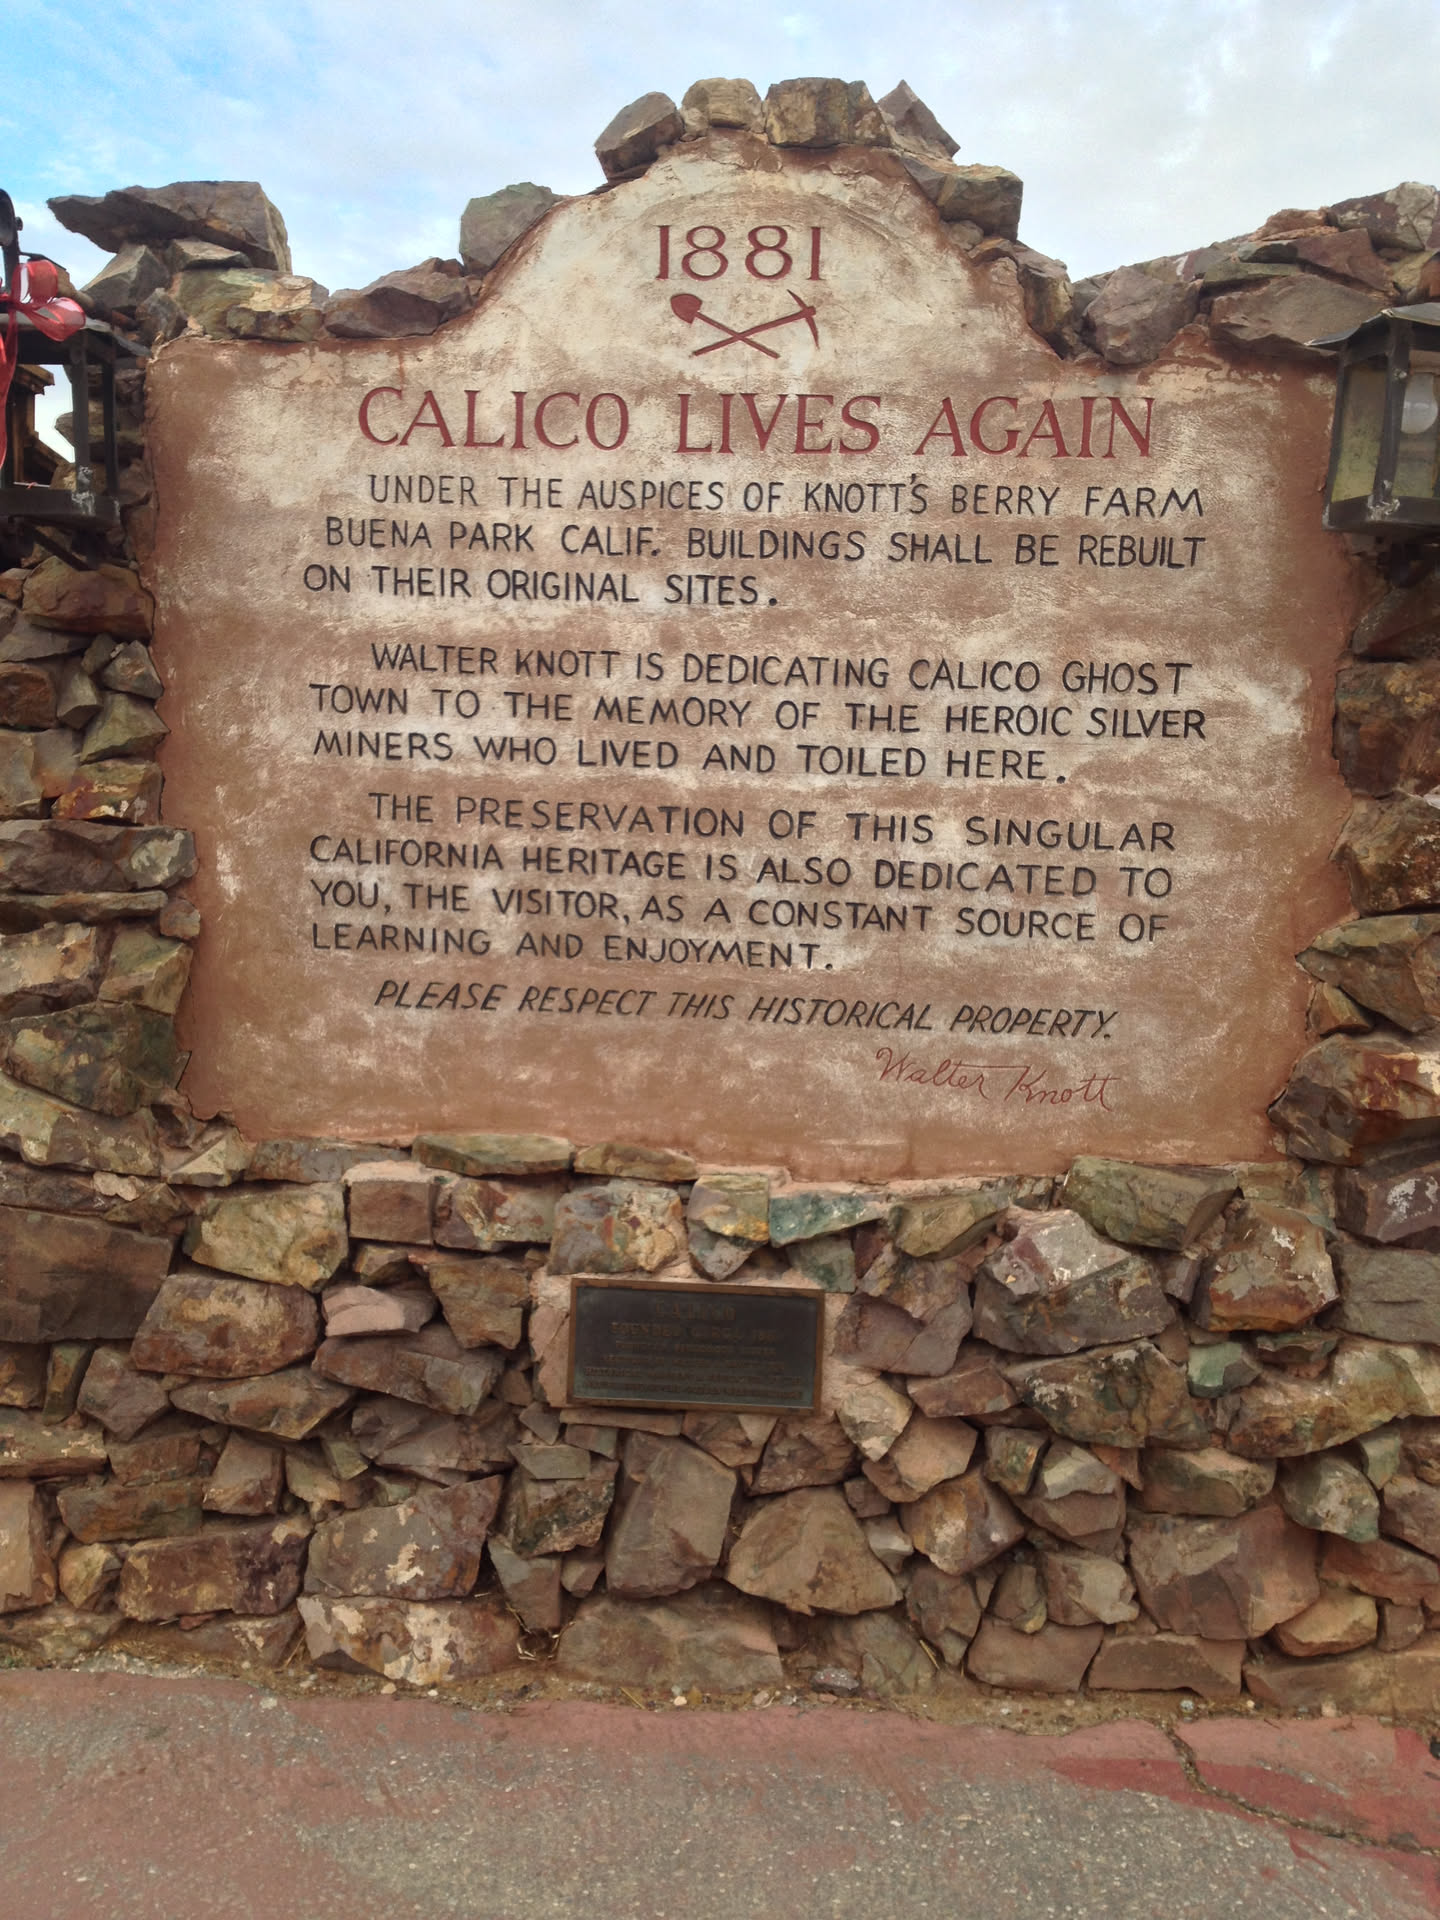 1881
CALICO LIVES AGAIN
UNDER THE AUSPICES OF KNOTT'S BERRY FARM
BUENA PARK CALIF. BUILDINGS SHALL BE REBUILT
ON THEIR ORIGINAL SITES.
WALTER KNOTT IS DEDICATING CALICO GHOST
TOWN TO THE MEMORY OF THE HEROIC SILVER
MINERS WHO LIVED AND TOILED HERE.
THE PRESERVATION OF THIS SINGULAR
CALIFORNIA HERITAGE IS ALSO DEDICATED TO
YOU, THE VISITOR, AS A CONSTANT SOURCE OF
LEARNING AND ENJOYMENT.
PLEASE RESPECT THIS HISTORICAL PROPERTY.
Walter Knott
CALICO